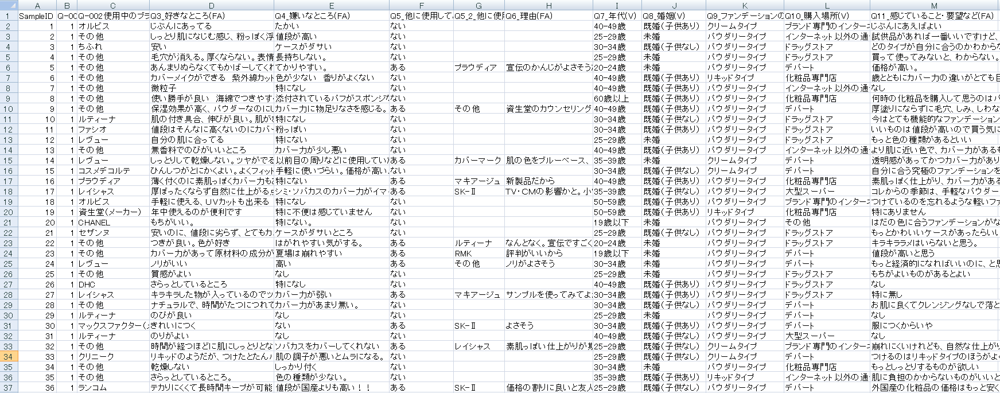 A B C D E F G H I J K L M
1 SampleID Q-00 Q-002使用中のブラ Q3_好きなところ(FA) Q4_嫌いなところ(FA) Q5_他に使用して Q5_2_他に使 Q6_理由(FA) Q7_年代(V) Q8_婚姻(V) Q9_ファンデーションの Q10_購入場所(V) Q11_感じていること・要望など(FA)
2 1 1 オルビス じぶんにあってる たかい ない 40-49歳 既婚(子供あり) クリームタイプ ブランド専門のインターネ じぶんにあえばよい
3 2 1 その他 しっとり肌になじむ感じ、粉っぽく浮 値段が高い ない 25-29歳 未婚 パウダリータイプ インターネット以外の通 試供品があれば一番いいですけど、
4 3 1 ちふれ 安い ケースがダサい ない 30-34歳 既婚(子供なし) パウダリータイプ ドラッグストア どのタイプが自分に合うのかわからな
5 4 1 その他 毛穴が消える。厚くならない。表情 長持ちしない。 ない 25-29歳 未婚 パウダリータイプ ドラッグストア 買って使ってみないと、わからない。
6 5 1 その他 あんまりぬらなくてもかばーしてくれ てかりやすい。 ある プラウディア 宣伝のかんじがよさそう 20-24歳 未婚 パウダリータイプ デパート 価格が高い。
7 6 1 その他 カバーメイクができる 紫外線カット 色が少ない 香りがよくない ない 40-49歳 既婚(子供あり) リキッドタイプ 化粧品専門店 歳とともにカバー力の違いがとても目
8 7 1 その他 微粒子 特になし ない 40-49歳 既婚(子供あり) パウダリータイプ インターネット以外の通 なし
9 8 1 その他 使い勝手が良い 海綿でつきやす 添付されているパフがスポンジ ない 60歳以上 既婚(子供あり) パウダリータイプ 化粧品専門店 何時の化粧品を購入して思うのはパ
10 9 1 その他 保湿効果が高く、パウダーなのにし カバー力に物足りなさを感じる。 ある その他 資生堂のカウンセリング 40-49歳 既婚(子供あり) パウダリータイプ デパート 厚塗りにならずに毛穴、しみ、しわな
11 10 1 ルティーナ 肌の付き具合、伸びが良い。肌が 特になし ない 30-34歳 既婚(子供なし) パウダリータイプ ドラッグストア 今はとても機能的なファンデーション
12 11 1 ファシオ 値段はそんなに高くないのにカバー 粉っぽい ない 30-34歳 既婚(子供あり) パウダリータイプ ドラッグストア いいものは値段が高いので買う気に
13 12 1 レヴュー 自分の肌に合ってる 特にない ない 25-29歳 未婚 パウダリータイプ ドラッグストア もっと色の種類があるといい
14 13 1 その他 無香料でのびがいいところ カバー力が少し悪い ない 40-49歳 既婚(子供あり) パウダリータイプ インターネット以外の通 より肌に近い色で、カバー力があるも
15 14 1 レヴュー しっとりして乾燥しない。ツヤがでる 以前目の周りなどに使用してい ある カバーマーク 肌の色をブルーベース、 35-39歳 未婚 クリームタイプ デパート 透明感があってかつカバー力があり
16 15 1 コスメデコルテ ひんしつがとにかくよい。よくフィット 手軽に使いづらい。価格が高い ない 30-34歳 既婚(子供なし) クリームタイプ デパート 自分に合う究極のファンデーションを
17 16 1 プラウディア 薄く付くのに素肌っぽくカバー力も 特になし ある マキアージュ 新製品だから 40-49歳 既婚(子供あり) パウダリータイプ 化粧品専門店 素肌っぽく仕上がり、カバー力がある
18 17 1 レイシャス 厚ぼったくならず自然に仕上がる シミ・ソバカスのカバー力がイマ ある SK-Ⅱ TV・CMの影響かと。小 35-39歳 既婚(子供あり) パウダリータイプ 大型スーパー コレからの季節は、手軽なパウダー
19 18 1 オルビス 手軽に使える、UVカットも出来る 特になし ない 50-59歳 既婚(子供あり) パウダリータイプ ブランド専門のインターネ つけているのを忘れるような軽いファ
20 19 1 資生堂(メーカー) 年中使えるのが便利です 特に不便は感じていません ない 50-59歳 既婚(子供あり) リキッドタイプ 化粧品専門店 特にありません
21 20 1 CHANEL もちがいい。 特にない。 ない 19歳以下 未婚 パウダリータイプ その他 はだの色に合うファンデーションがな
22 21 1 セザンヌ 安いのに、値段に劣らず、とてもカ ケースがダサいところ ない 25-29歳 既婚(子供なし) パウダリータイプ ドラッグストア もっとかわいいケースがあったらいい
23 22 1 その他 つきが良い。色が好き はがれやすい気がする。 ある ルティーナ なんとなく。宣伝ですごく 20-24歳 未婚 パウダリータイプ ドラッグストア キラキララメはいらないと思う。
24 23 1 その他 カバー力があって原材料の成分が 夏場は崩れやすい ある RMK 評判がいいから 19歳以下 未婚 パウダリータイプ デパート 値段が高いと思う
25 24 1 レヴュー ノリがいい 高い ある その他 ノリがよさそう 30-34歳 未婚 パウダリータイプ デパート もっと経済的になればいいのに、と思
26 25 1 その他 質感がよい なし ない 25-29歳 未婚 パウダリータイプ ドラッグストア もちがよいものがあるとよい
27 26 1 DHC さらっとしているところ 特になし ない 40-49歳 既婚(子供あり) パウダリータイプ ドラッグストア なし
28 27 1 レイシャス キラキラした物が入っているのでツ カバー力が弱い ある マキアージュ サンプルを使ってみてよ 30-34歳 既婚(子供あり) パウダリータイプ ドラッグストア 特に無し
29 28 1 その他 ナチュラルで、時間がたつにつれて カバー力があまり無い。 ない 30-34歳 既婚(子供なし) パウダリータイプ デパート お肌に良くてクレンジングなしで落と
30 29 1 ルティーナ のびが良い なし ない 25-29歳 未婚 パウダリータイプ デパート なし
31 30 1 マックスファクター( きれいにつく ない ある SK-Ⅱ よさそう 30-34歳 既婚(子供あり) パウダリータイプ デパート 服につくからいや
32 31 1 ルティーナ のりがよい なし ない 40-49歳 既婚(子供なし) パウダリータイプ 大型スーパー なし
33 32 1 その他 時間が経つほどに肌にしっとりとな ソバカスをカバーしてくれない ある レイシャス 素肌っぽい仕上がりが 25-29歳 既婚(子供なし) クリームタイプ ブランド専門のインターネ 崩れにくいけれども、自然な仕上が
34 33 1 クリニーク リキッドのようだが、つけたとたん 肌の調子が悪いとムラになる。 ない 25-29歳 既婚(子供なし) クリームタイプ デパート つけるのはリキッドタイプのほうがよ
35 34 1 その他 乾燥しない しっかり付く ない 30-34歳 未婚 パウダリータイプ 化粧品専門店 もっとしっとりするものが欲しい
36 35 1 その他 さらっとしているところ。 色の種類が少ない。 ない 35-39歳 既婚(子供あり) リキッドタイプ インターネット以外の通 肌に負担のかからないものがいいと
37 36 1 ランコム テカりにくくて長時間キープが可能 値段が国産よりも高い！！ ある SK-Ⅱ 価格の割りに良いと友人 25-29歳 既婚(子供なし) パウダリータイプ デパート 外国産の化粧品の価格はもっと安く